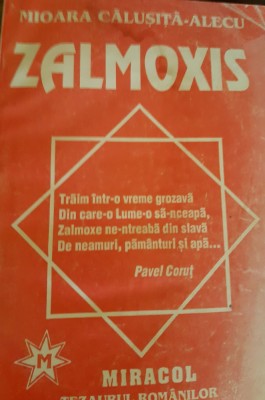 MIOARA CĂLUȘIȚĂ-ALECU
ZALMOXIS
Trăim într-o vreme grozavă
Din care-o Lume-o să-nceapă,
Zalmoxe ne-ntreabă din slavă
De neamuri, pământuri și apă...
Pavel Coruț
M
MIRACOL
TEZAURUL ROMÂNILOR